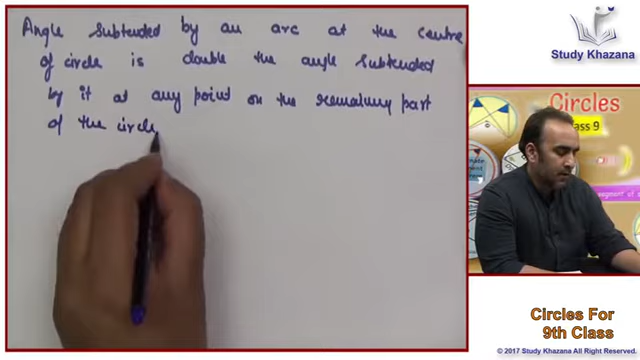 Angle subtended by an arc at the centre
of circle is double the angle subtended
by it at any point on the remaining part
of the circle
Study Khazana
Circles
ass 9
Circles For
9th Class
© 2017 Study Khazana All Right Reserved.